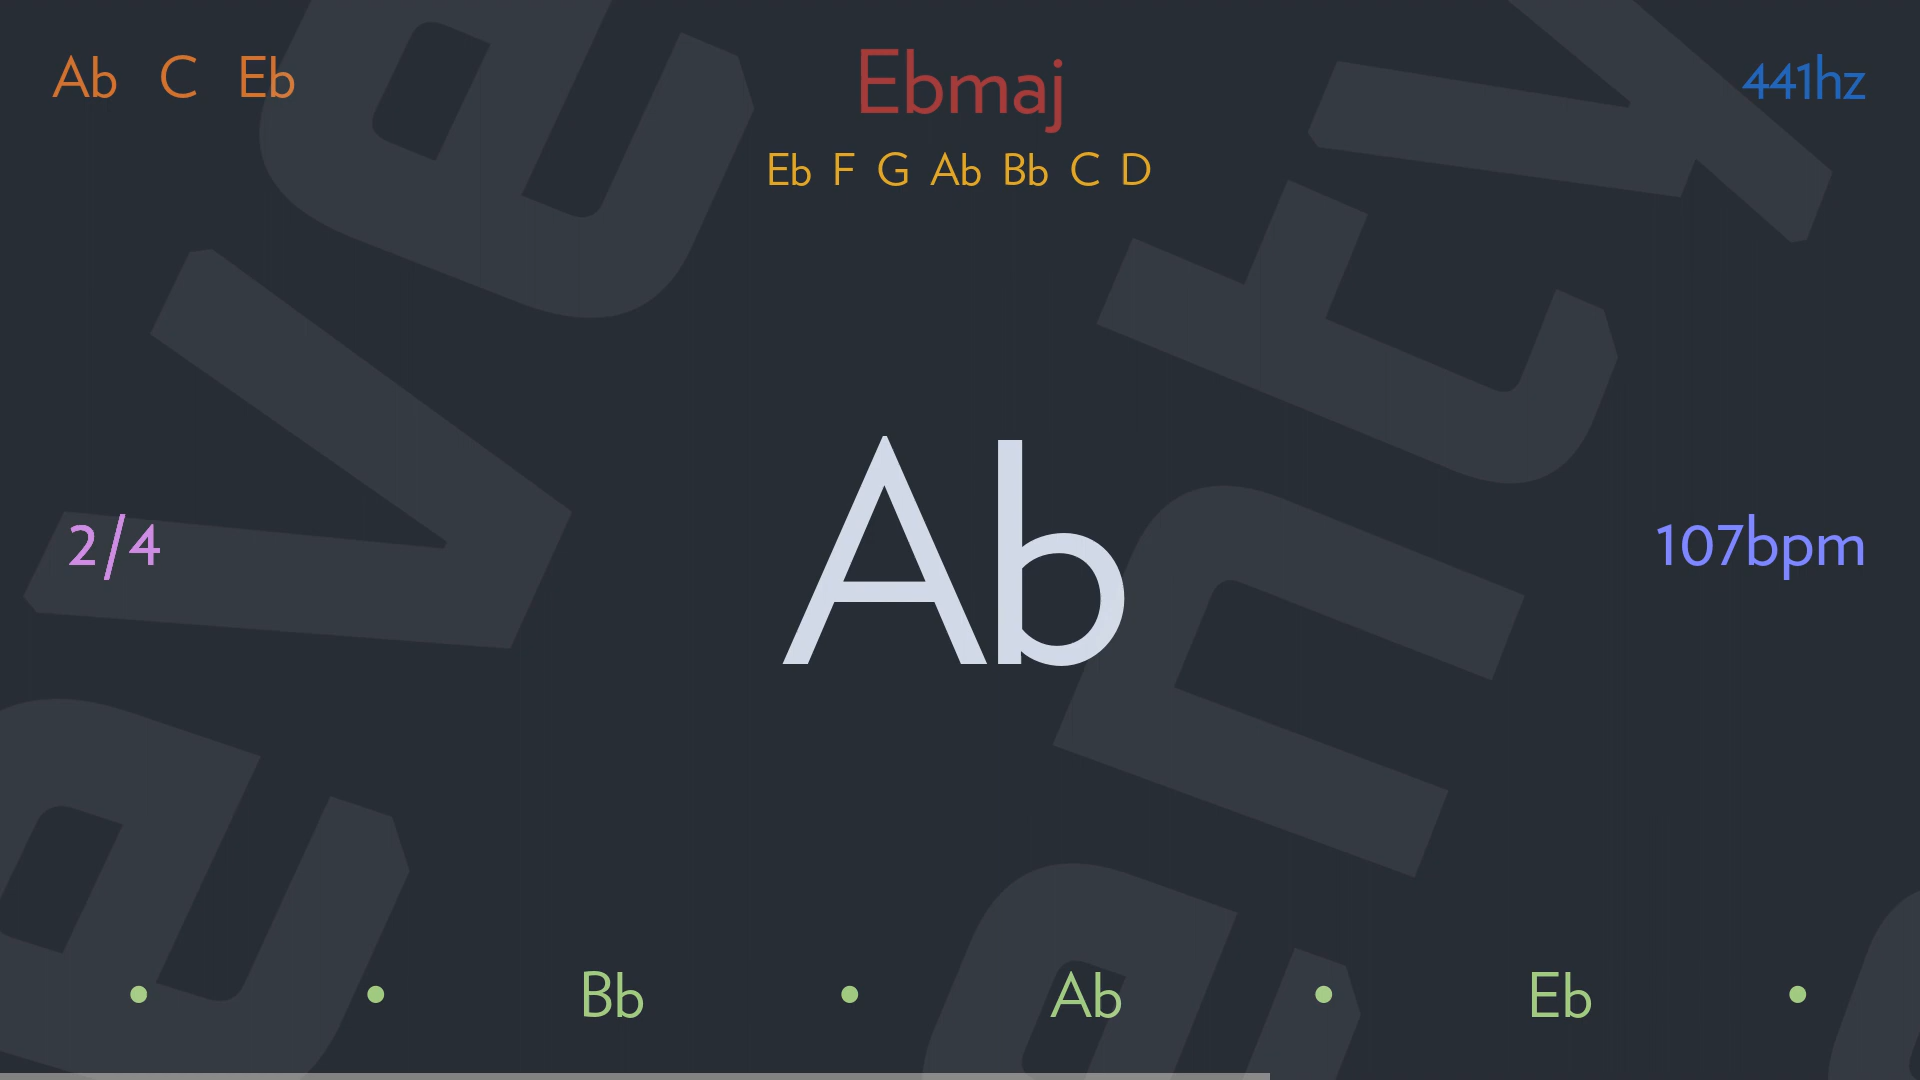 Ab C Eb
Ebmaj
441hz
Eb F G Ab Bb C D
2/4
Ab
107bpm
• • Bb • Ab • Eb •